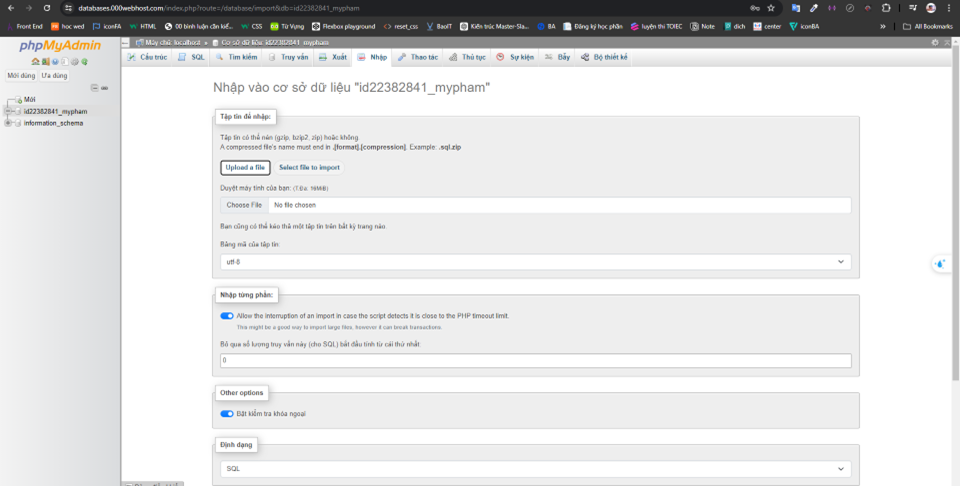 databases.000webhost.com/index.php?route=/database/import&db=id22382841_mypham
Front End hoc wed iconFA HTML 00 bình luận cần kiế... CSS Từ Vựng Flexbox playground reset_css BaoIT Kiến trúc Master-Sla... Đăng ký học phần luyện thi TOEIC BA Note dich center iconBA » All Bookmarks
phpMyAdmin
Máy chủ: localhost » Cơ sở dữ liệu: id22382841_mypham
Cấu trúc SQL Tìm kiếm Truy vấn Xuất Nhập Thao tác Thủ tục Sự kiện Bẫy Bộ thiết kế
Mới dùng Ưa dùng
Mới
id22382841_mypham
information_schema
Nhập vào cơ sở dữ liệu "id22382841_mypham"
Tập tin để nhập:
Tập tin có thể nén (gzip, bzip2, zip) hoặc không.
A compressed file's name must end in .[format].[compression]. Example: .sql.zip
Upload a file Select file to import
Duyệt máy tính của bạn: (Tối đa: 16MiB)
Choose File No file chosen
Bạn cũng có thể kéo thả một tập tin trên bất kỳ trang nào
Bảng mã của tập tin:
utf-8
Nhập từng phần:
Allow the interruption of an import in case the script detects it is close to the PHP timeout limit.
This might be a good way to import large files, however it can break transactions.
Bỏ qua số lượng truy vấn này (cho SQL) bắt đầu tính từ cái thứ nhất:
0
Other options
Bật kiểm tra khóa ngoại
Định dạng
SQL